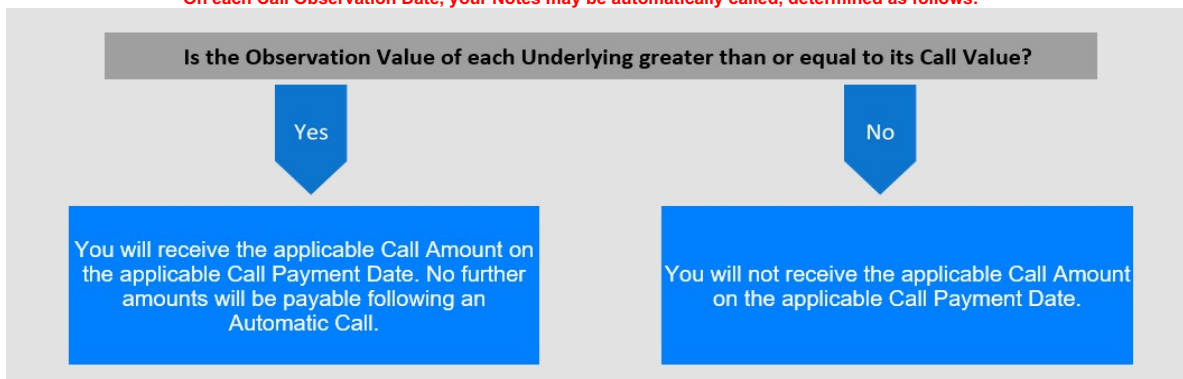 On each Call Observation Date, your Notes may be automatically called, determined as follows:
Is the Observation Value of each Underlying greater than or equal to its Call Value?
Yes
No
You will receive the applicable Call Amount on
the applicable Call Payment Date. No further
amounts will be payable following an
Automatic Call.
You will not receive the applicable Call Amount
on the applicable Call Payment Date.